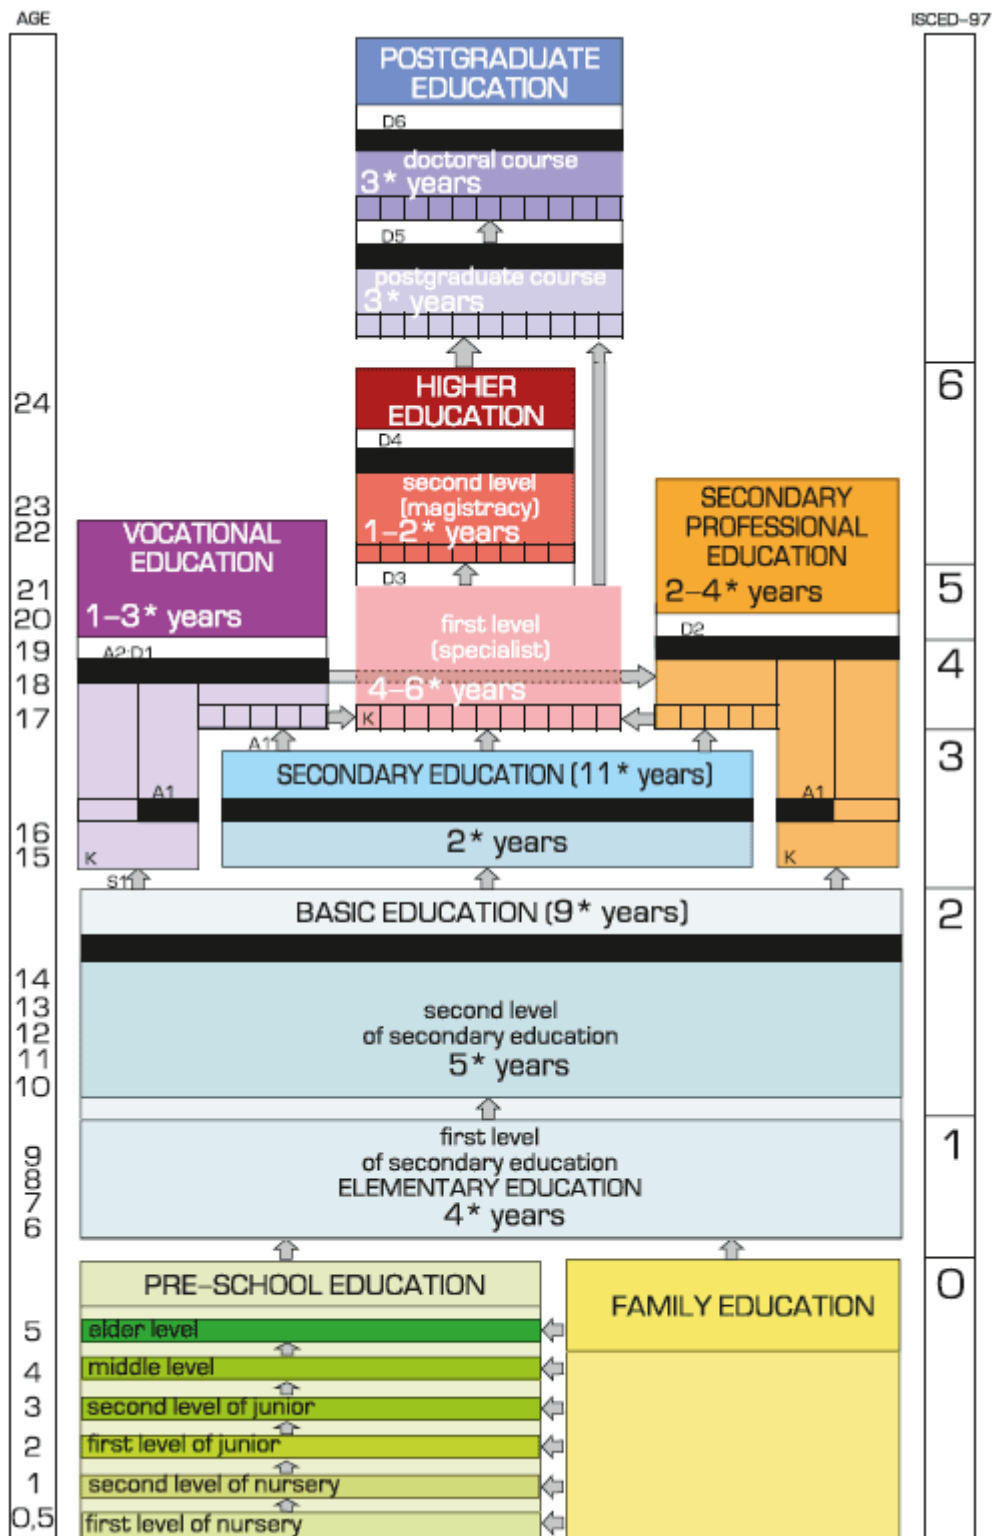 AGE
ISCED-97
POSTGRADUATE
EDUCATION
D6
doctoral course
3* years
D5
postgraduate course
3* years
6
24
HIGHER
EDUCATION
D4
second level
(magistracy)
1-2* years
D3
23
22
VOCATIONAL
EDUCATION
1-3* years
A2;D1
SECONDARY
PROFESSIONAL
EDUCATION
2-4* years
D2
5
21
20
first level
(specialist)
4-6* years
K
19
18
17
4
A1
3
SECONDARY EDUCATION (11* years)
2* years
A1
K
S1
A1
K
16
15
2
BASIC EDUCATION (9* years)
14
13
12
11
10
second level
of secondary education
5* years
1
9
8
7
6
first level
of secondary education
ELEMENTARY EDUCATION
4* years
0
PRE-SCHOOL EDUCATION
FAMILY EDUCATION
5
elder level
4
middle level
3
second level of junior
2
first level of junior
1
second level of nursery
0,5
first level of nursery